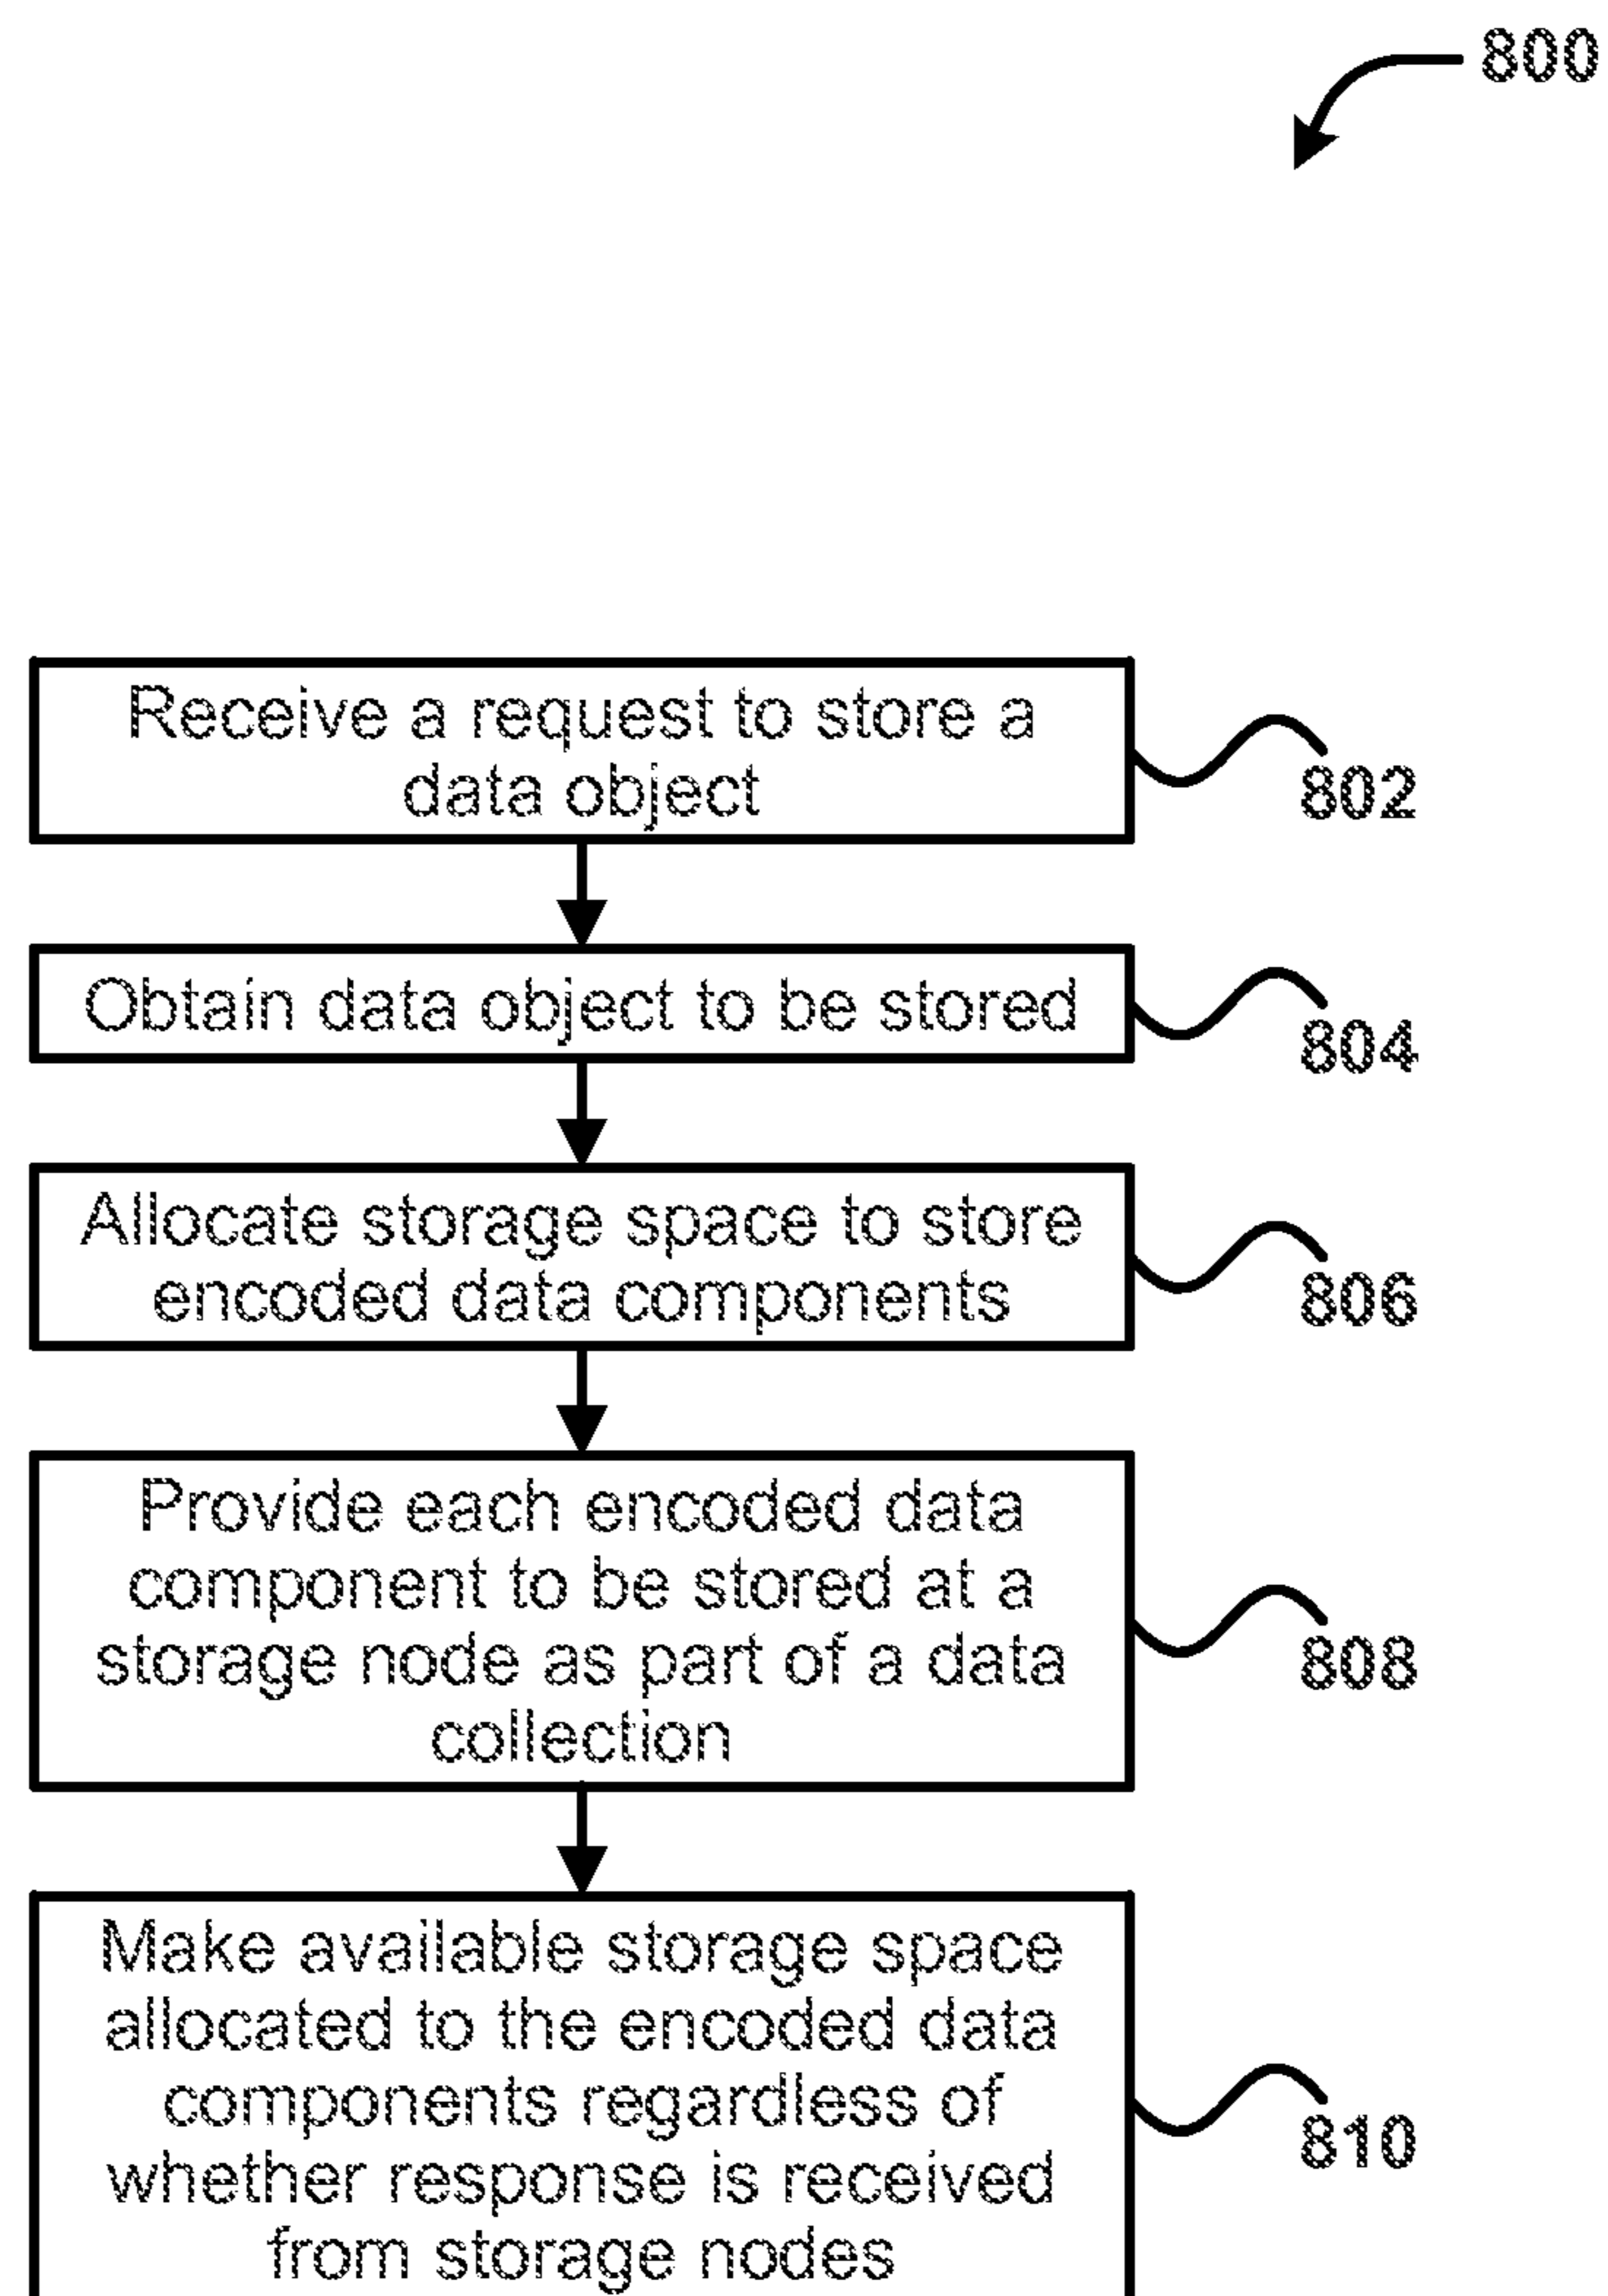 800
Receive a request to store a
data object
802
Obtain data object to be stored
804
Allocate storage space to store
encoded data components
806
Provide each encoded data
component to be stored at a
storage node as part of a data
collection
808
Make available storage space
allocated to the encoded data
components regardless of
whether response is received
from storage nodes
810